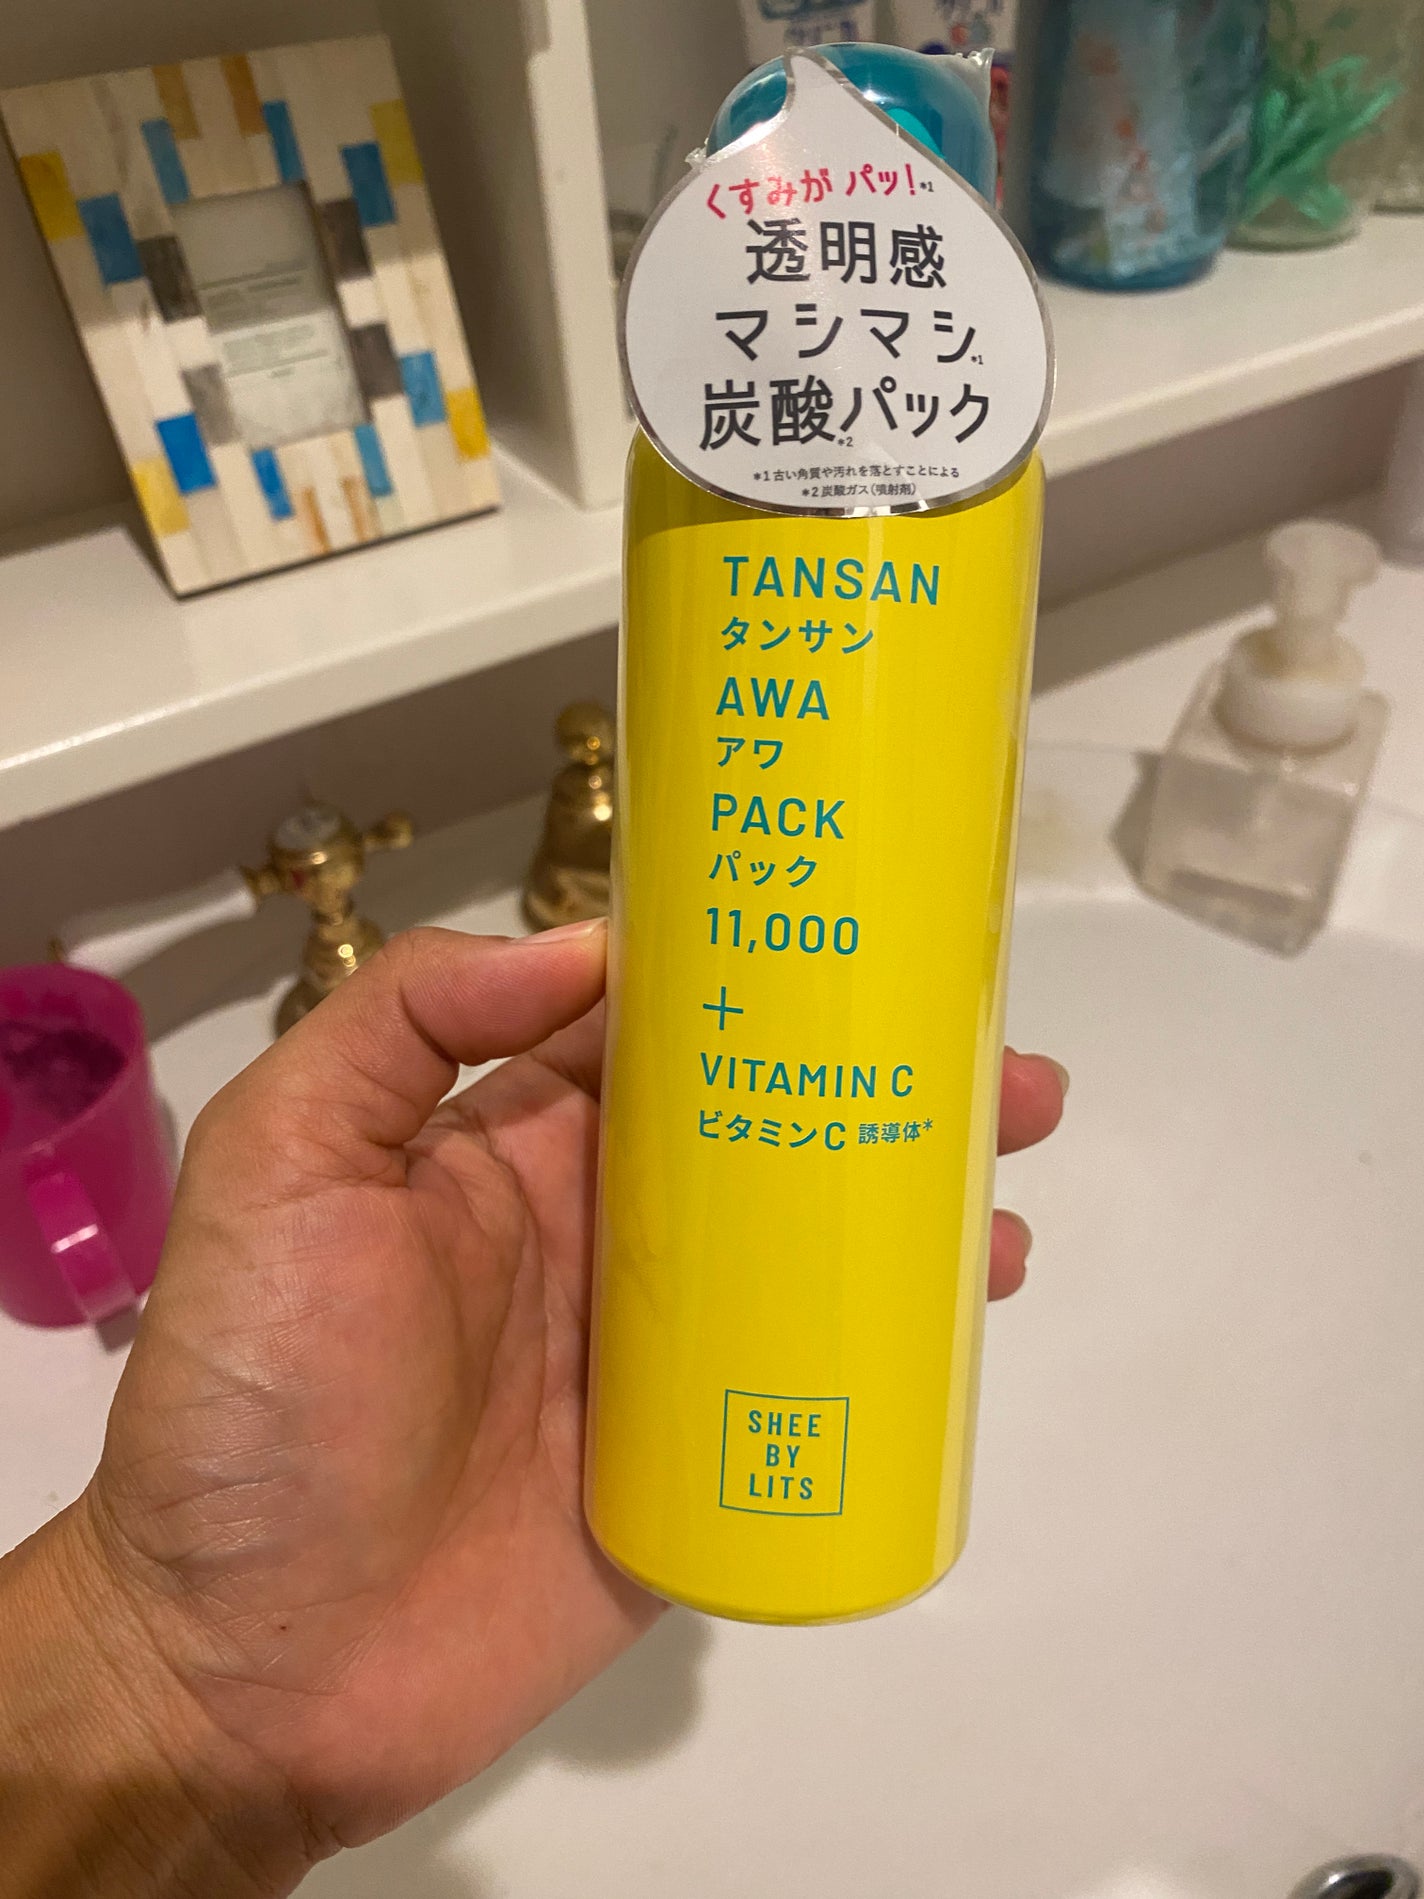 くすみが パッ!*1
透明感
マシマシ*1
炭酸パック*2
*1 古い角質や汚れを落とすことによる
*2 炭酸ガス(噴射剤)
TANSAN
タンサン
AWA
アワ
PACK
パック
11,000
+
VITAMIN C
ビタミンC 誘導体*
SHEE
BY
LITS